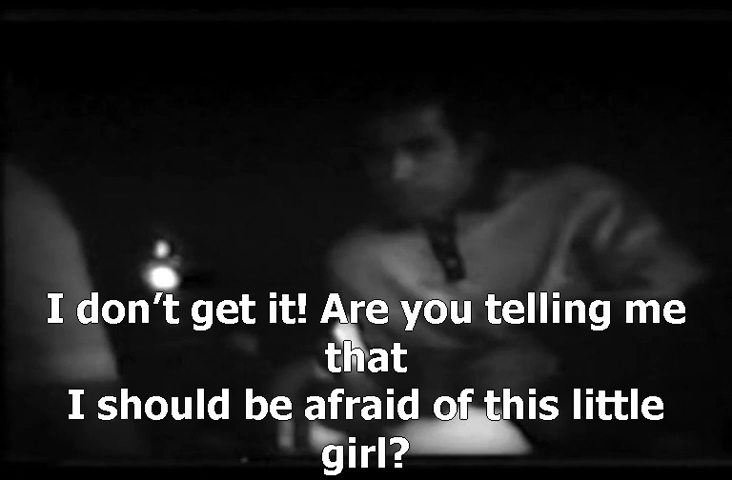 I don’t get it! Are you telling me
that
I should be afraid of this little
girl?